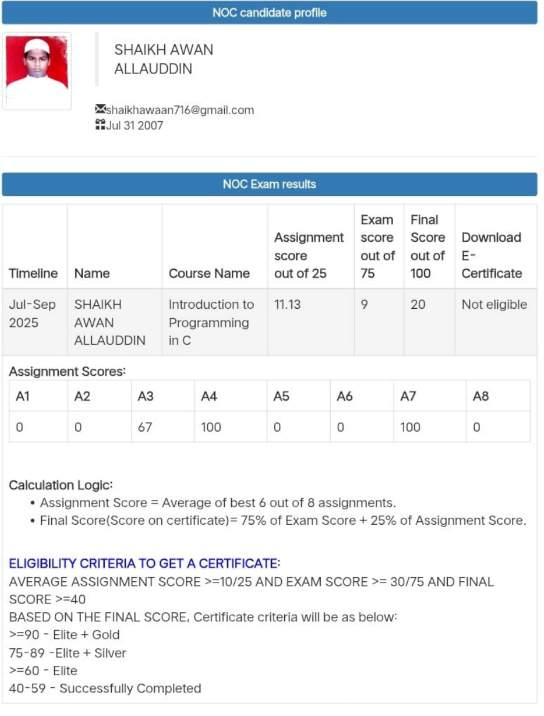 NOC candidate profile
SHAIKH AWAN
ALLAUDDIN
shaikhawaan716@gmail.com
Jul 31 2007
NOC Exam results
Timeline Name Course Name Assignment score out of 25 Exam score out of 75 Final Score out of 100 Download E-Certificate
Jul-Sep 2025 SHAIKH AWAN ALLAUDDIN Introduction to Programming in C 11.13 9 20 Not eligible
Assignment Scores:
A1 A2 A3 A4 A5 A6 A7 A8
0 0 67 100 0 0 100 0
Calculation Logic:
• Assignment Score = Average of best 6 out of 8 assignments.
• Final Score(Score on certificate)= 75% of Exam Score + 25% of Assignment Score.
ELIGIBILITY CRITERIA TO GET A CERTIFICATE:
AVERAGE ASSIGNMENT SCORE >=10/25 AND EXAM SCORE >= 30/75 AND FINAL
SCORE >=40
BASED ON THE FINAL SCORE, Certificate criteria will be as below:
>=90 - Elite + Gold
75-89 -Elite + Silver
>=60 - Elite
40-59 - Successfully Completed